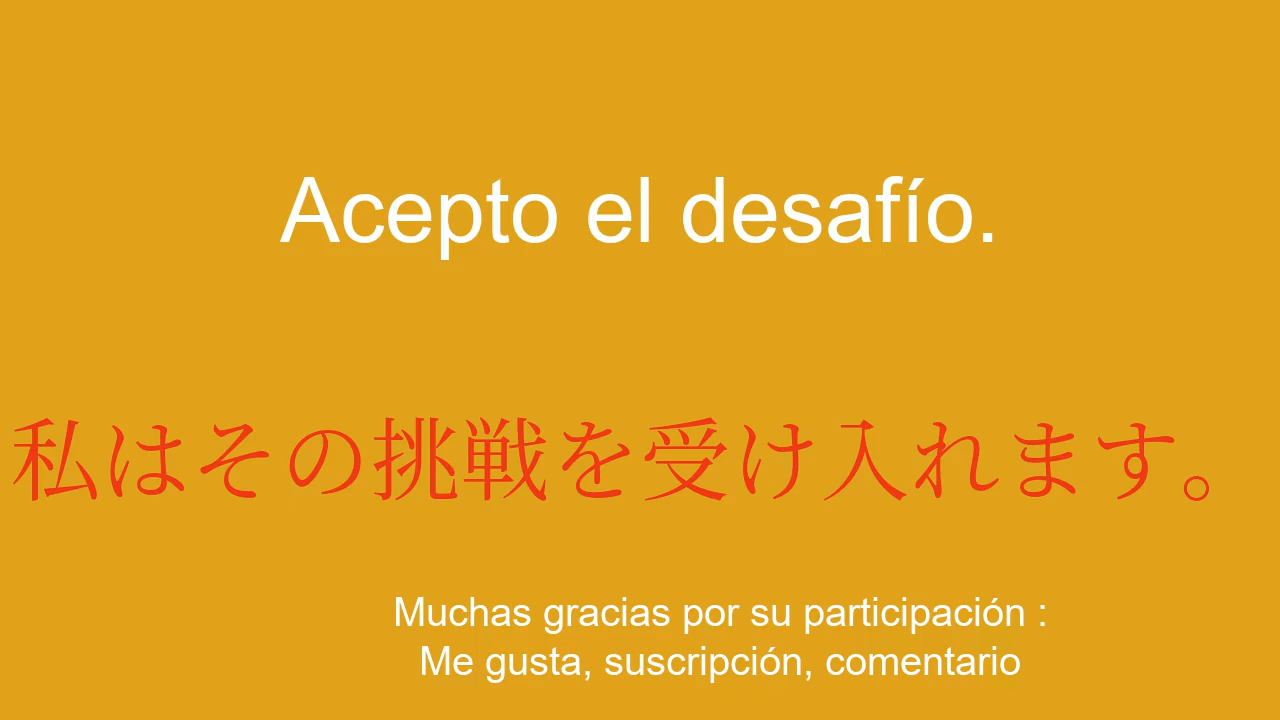 Acepto el desafío.
私はその挑戦を受け入れます。
Muchas gracias por su participación :
Me gusta, suscripción, comentario